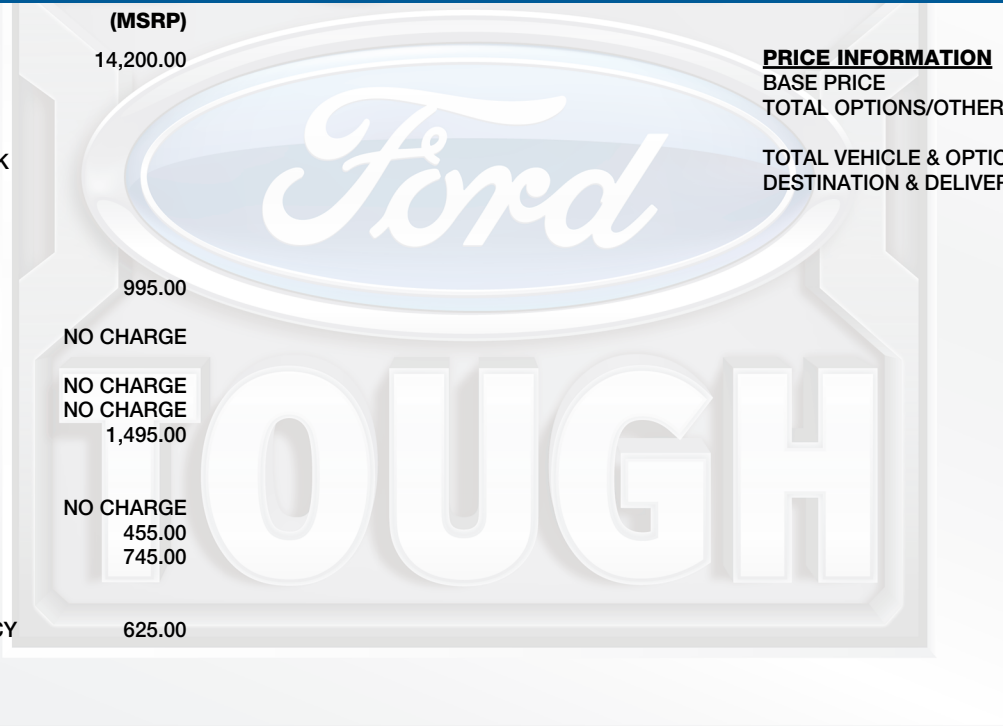 (MSRP)
14,200.00
K
995.00
NO CHARGE
NO CHARGE
NO CHARGE
1,495.00
NO CHARGE
455.00
745.00
CY 625.00
PRICE INFORMATION
BASE PRICE
TOTAL OPTIONS/OTHER
TOTAL VEHICLE & OPTIO
DESTINATION & DELIVER
Ford
TOUGH